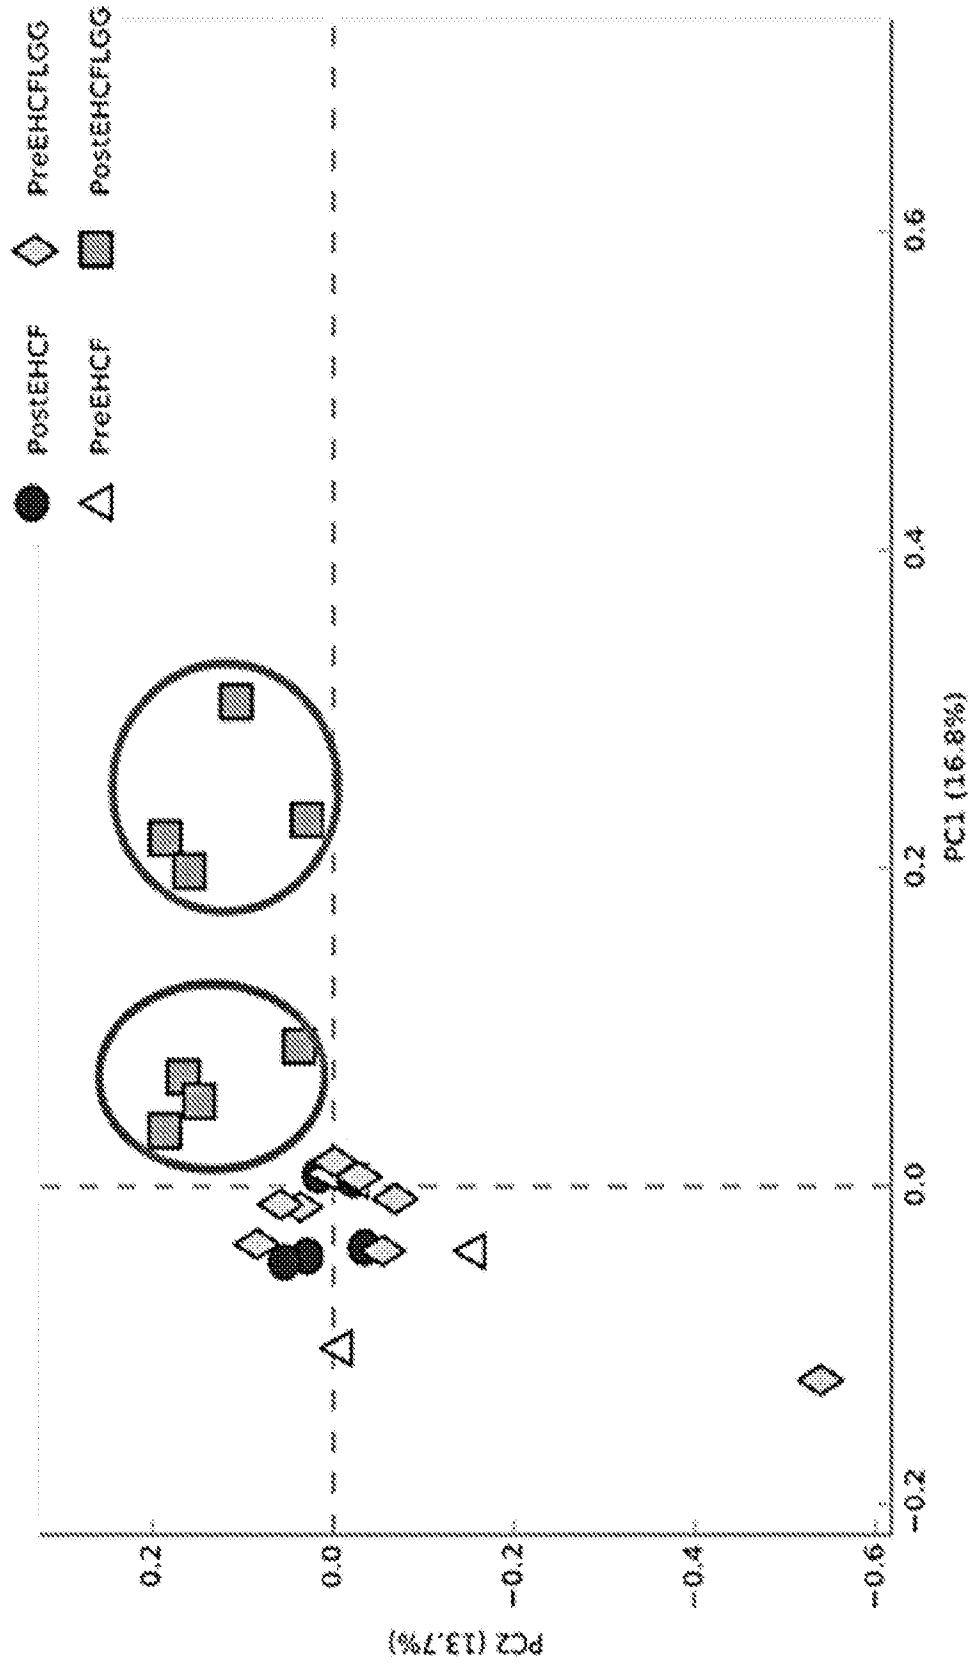 PostEHCF PreEHCFLGG
PreEHCF PostEHCFLGG
PC2 (13.7%)
0.2
0.0
−0.2
−0.4
−0.6
−0.2 0.0 0.2 0.4 0.6
PC1 (16.8%)